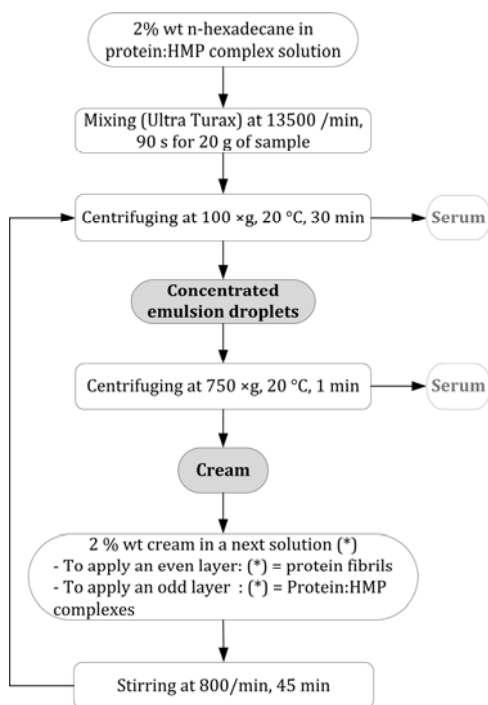 2% wt n-hexadecane in
protein:HMP complex solution
Mixing (Ultra Turax) at 13500 /min,
90 s for 20 g of sample
Centrifuging at 100 ×g, 20 °C, 30 min
Serum
Concentrated
emulsion droplets
Centrifuging at 750 ×g, 20 °C, 1 min
Serum
Cream
2 % wt cream in a next solution (*)
- To apply an even layer: (*) = protein fibrils
- To apply an odd layer : (*) = Protein:HMP
complexes
Stirring at 800/min, 45 min